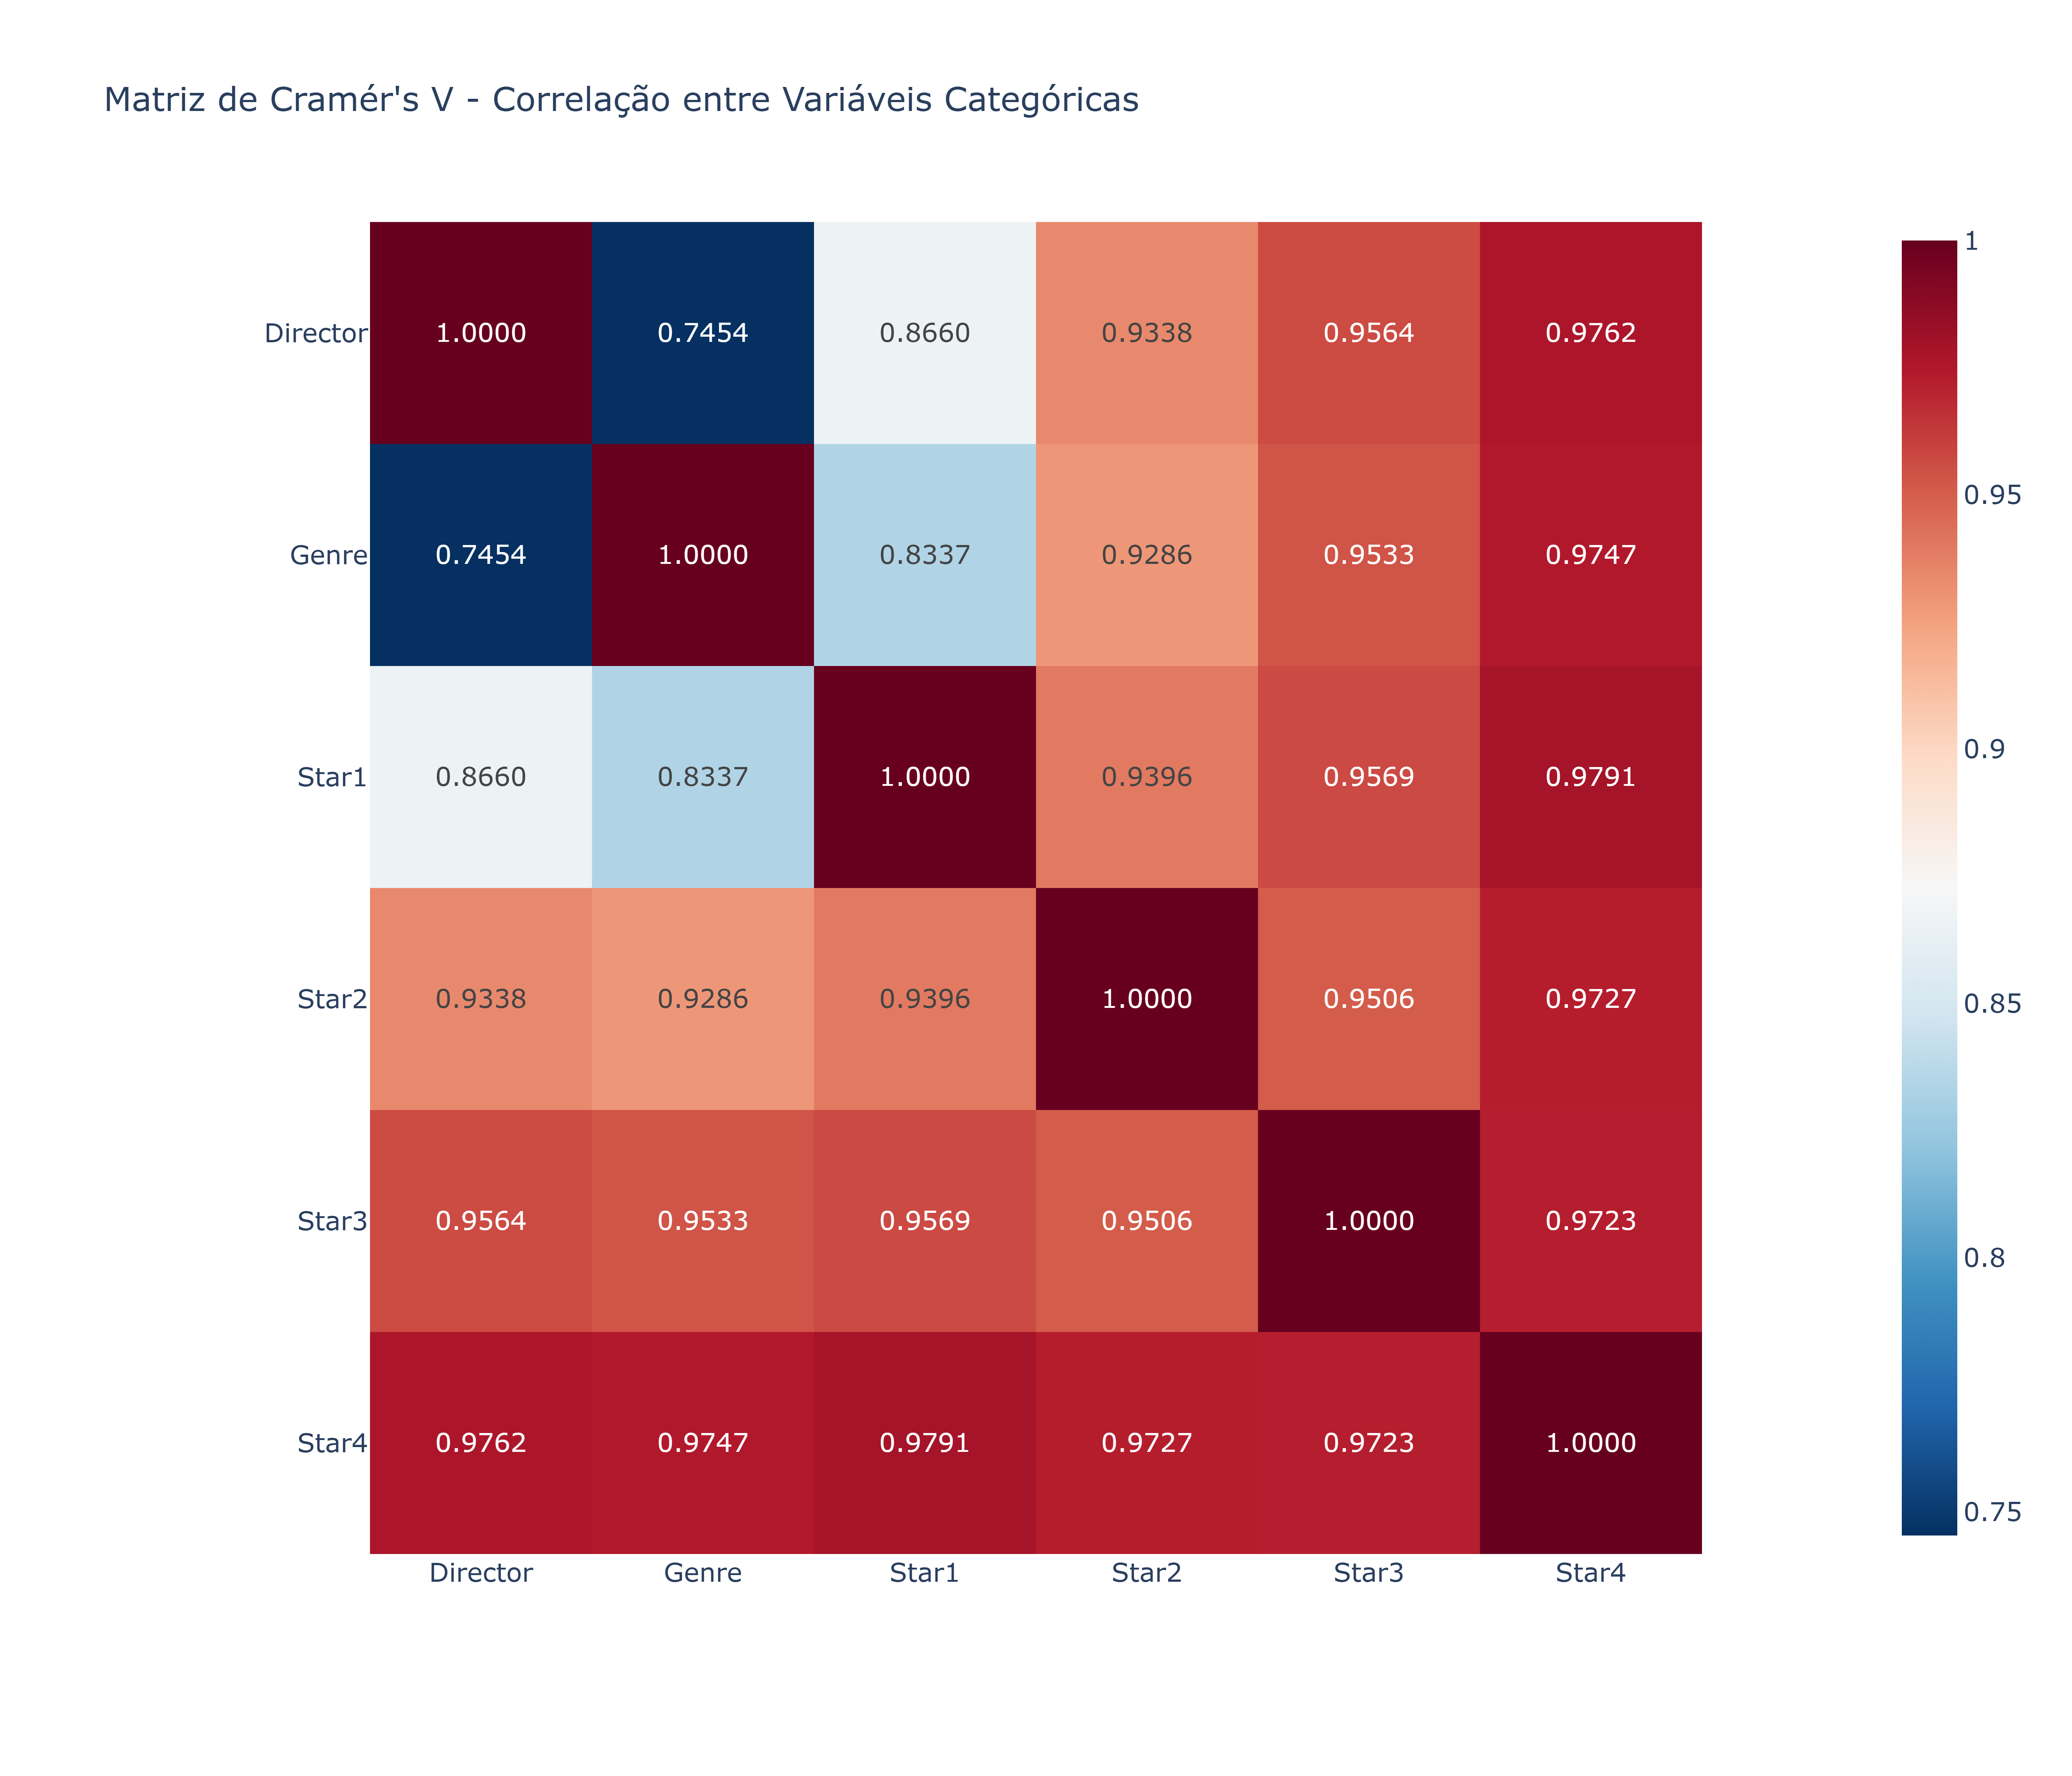 Matriz de Cramér's V - Correlação entre Variáveis Categóricas
1
Director 1.0000 0.7454 0.8660 0.9338 0.9564 0.9762
0.95
Genre 0.7454 1.0000 0.8337 0.9286 0.9533 0.9747
0.9
Star1 0.8660 0.8337 1.0000 0.9396 0.9569 0.9791
Star2 0.9338 0.9286 0.9396 1.0000 0.9506 0.9727
0.85
Star3 0.9564 0.9533 0.9569 0.9506 1.0000 0.9723
0.8
Star4 0.9762 0.9747 0.9791 0.9727 0.9723 1.0000
0.75
Director Genre Star1 Star2 Star3 Star4